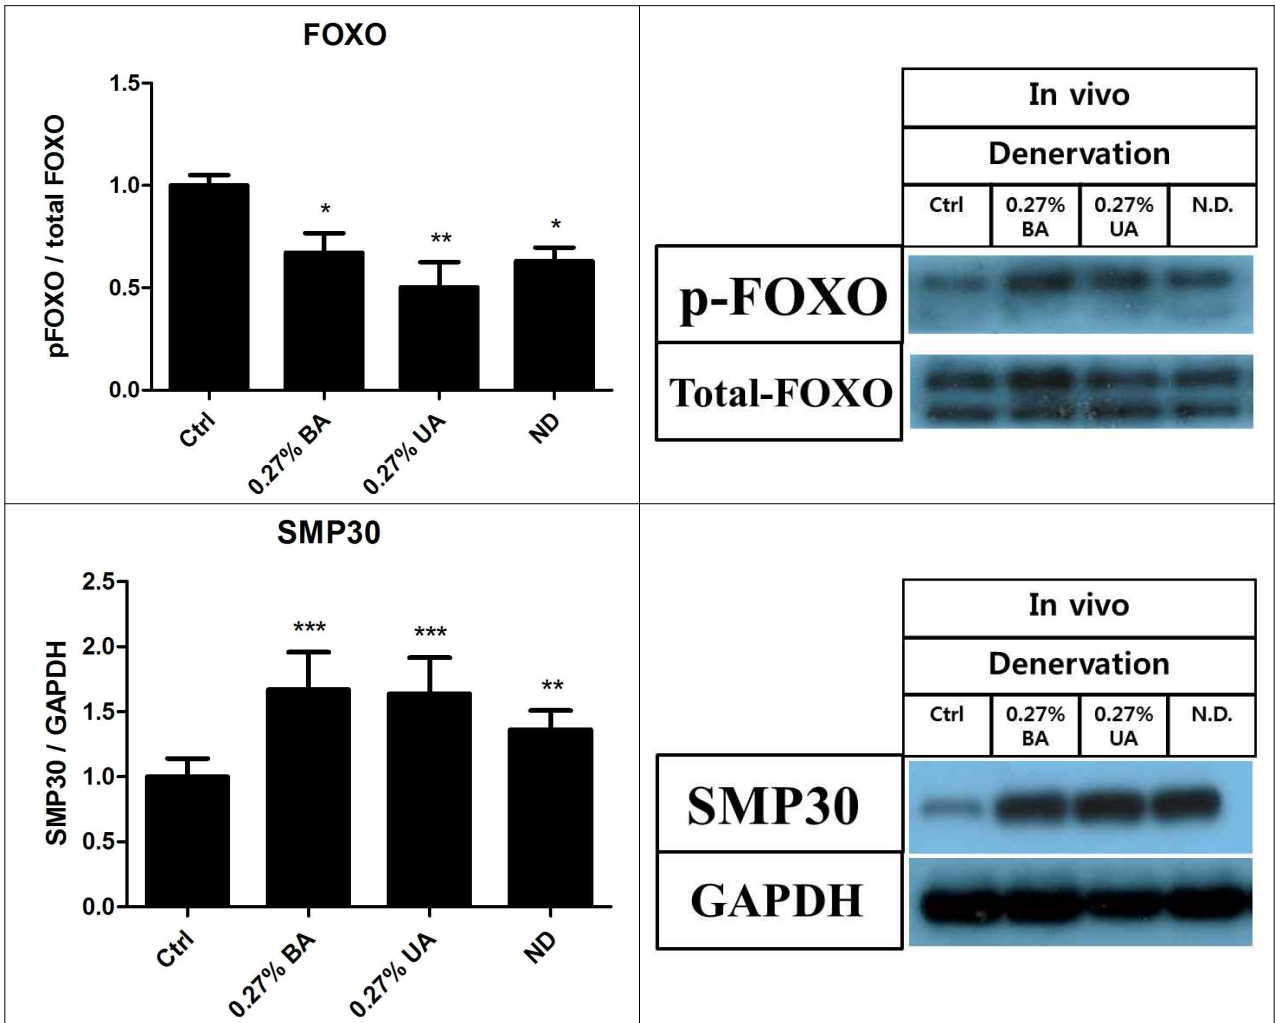 FOXO
pFOXO / total FOXO
1.5
1.0
0.5
0.0
*
**
*
Ctrl
0.27% BA
0.27% UA
ND
In vivo
Denervation
Ctrl
0.27%
BA
0.27%
UA
N.D.
p-FOXO
Total-FOXO
SMP30
SMP30 / GAPDH
2.5
2.0
1.5
1.0
0.5
0.0
***
***
**
Ctrl
0.27% BA
0.27% UA
ND
In vivo
Denervation
Ctrl
0.27%
BA
0.27%
UA
N.D.
SMP30
GAPDH